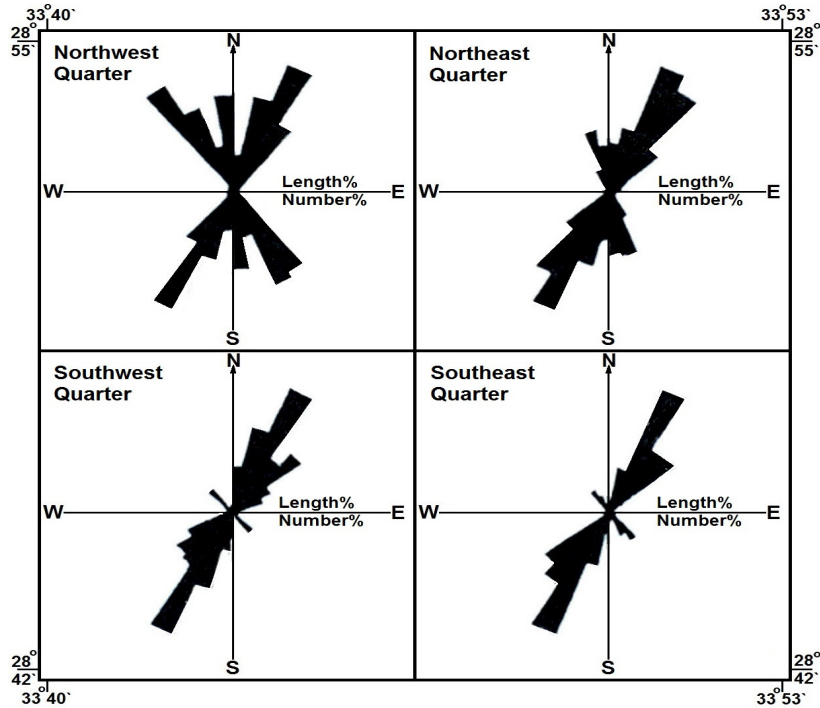 33°40` 33°53`
28° 28°
55` 55`
Northwest
Quarter
N
W
Length%
Number%
E
S
Northeast
Quarter
N
W
Length%
Number%
E
S
Southwest
Quarter
N
W
Length%
Number%
E
S
Southeast
Quarter
N
W
Length%
Number%
E
S
28° 28°
42` 42`
33°40` 33°53`